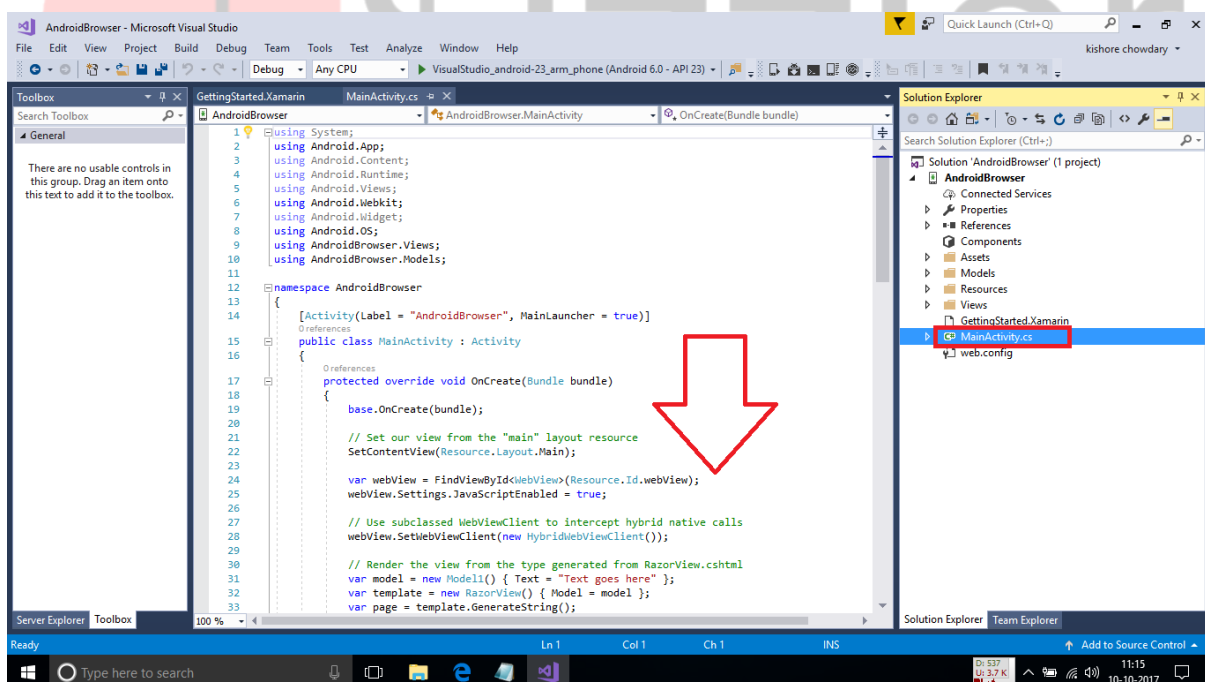 AndroidBrowser - Microsoft Visual Studio
Quick Launch (Ctrl+Q)
File Edit View Project Build Debug Team Tools Test Analyze Window Help
kishore chowdary
Debug Any CPU VisualStudio_android-23_arm_phone (Android 6.0 - API 23)
Toolbox
Search Toolbox
General
There are no usable controls in
this group. Drag an item onto
this text to add it to the toolbox.
GettingStarted.Xamarin MainActivity.cs
AndroidBrowser AndroidBrowser.MainActivity OnCreate(Bundle bundle)
1 using System;
2 using Android.App;
3 using Android.Content;
4 using Android.Runtime;
5 using Android.Views;
6 using Android.Webkit;
7 using Android.Widget;
8 using Android.OS;
9 using AndroidBrowser.Views;
10 using AndroidBrowser.Models;
11
12 namespace AndroidBrowser
13 {
14 [Activity(Label = "AndroidBrowser", MainLauncher = true)]
0 references
15 public class MainActivity : Activity
16 {
0 references
17 protected override void OnCreate(Bundle bundle)
18 {
19 base.OnCreate(bundle);
20
21 // Set our view from the "main" layout resource
22 SetContentView(Resource.Layout.Main);
23
24 var webView = FindViewById<WebView>(Resource.Id.webView);
25 webView.Settings.JavaScriptEnabled = true;
26
27 // Use subclassed WebViewClient to intercept hybrid native calls
28 webView.SetWebViewClient(new HybridWebViewClient());
29
30 // Render the view from the type generated from RazorView.cshtml
31 var model = new Model1() { Text = "Text goes here" };
32 var template = new RazorView() { Model = model };
33 var page = template.GenerateString();
100 %
Solution Explorer
Search Solution Explorer (Ctrl+;)
Solution 'AndroidBrowser' (1 project)
AndroidBrowser
Connected Services
Properties
References
Components
Assets
Models
Resources
Views
GettingStarted.Xamarin
C# MainActivity.cs
web.config
Server Explorer Toolbox
Solution Explorer Team Explorer
Ready Ln 1 Col 1 Ch 1 INS Add to Source Control
Type here to search
D: 537
U: 3.7 K
11:15
10-10-2017